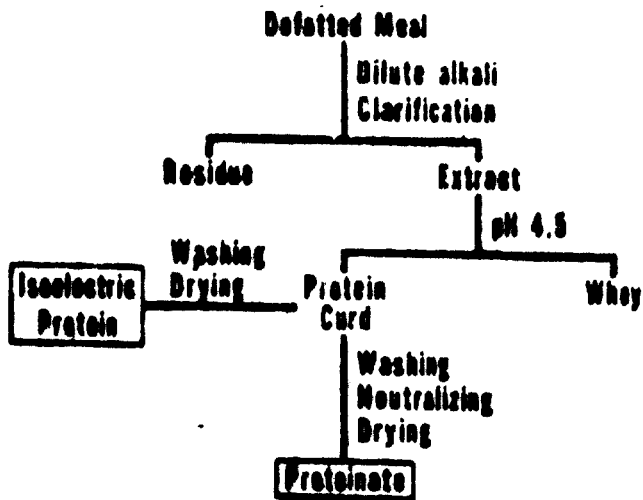 Defatted Meal
Dilute alkali
Clarification
Residue
Extract
pH 4.5
Washing
Drying
Isoelectric
Protein
Protein
Curd
Whey
Washing
Neutralizing
Drying
Proteinate